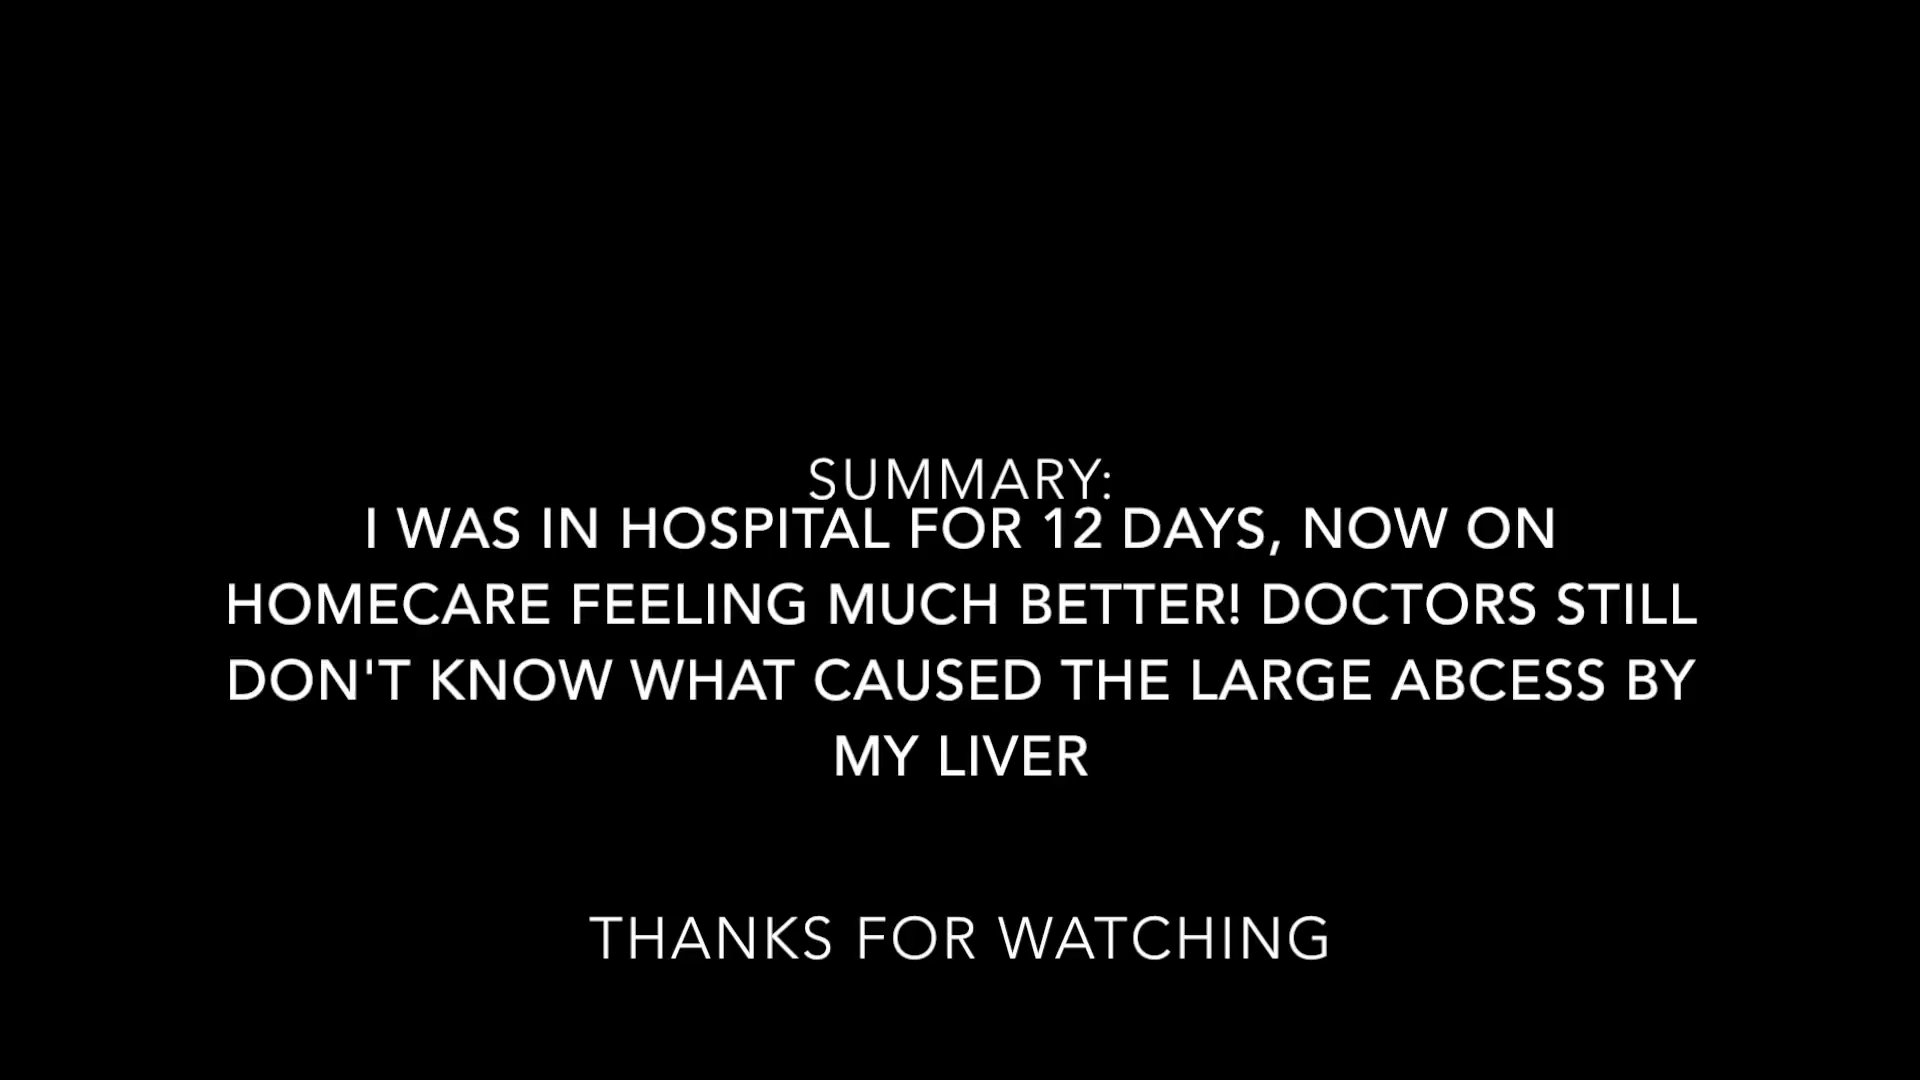 SUMMARY:
I WAS IN HOSPITAL FOR 12 DAYS, NOW ON
HOMECARE FEELING MUCH BETTER! DOCTORS STILL
DON'T KNOW WHAT CAUSED THE LARGE ABCESS BY
MY LIVER
THANKS FOR WATCHING